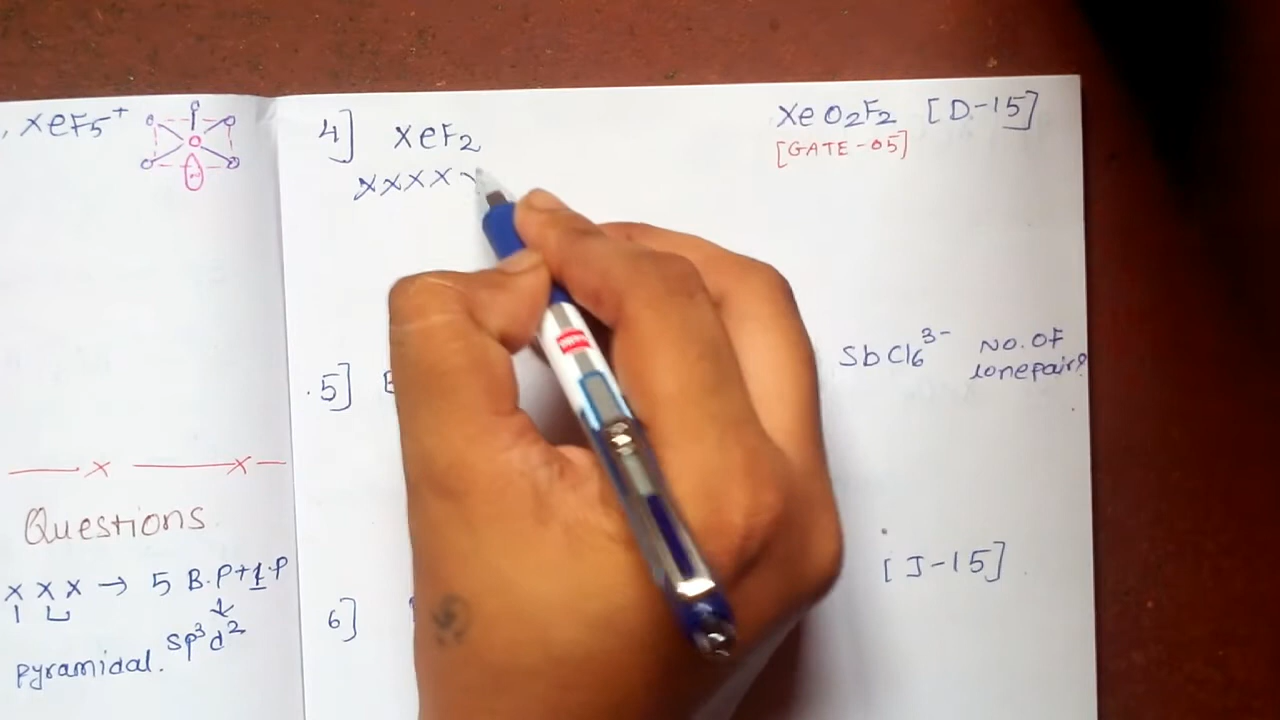 , XeF5+
Questions
x x x → 5 B.P+1.P
sp3d2
pyramidal.
4] XeF2
xxxx
XeO2F2 [D-15]
[GATE-05]
5]
SbCl6 3- NO.OF
lonepairs
6]
[J-15]